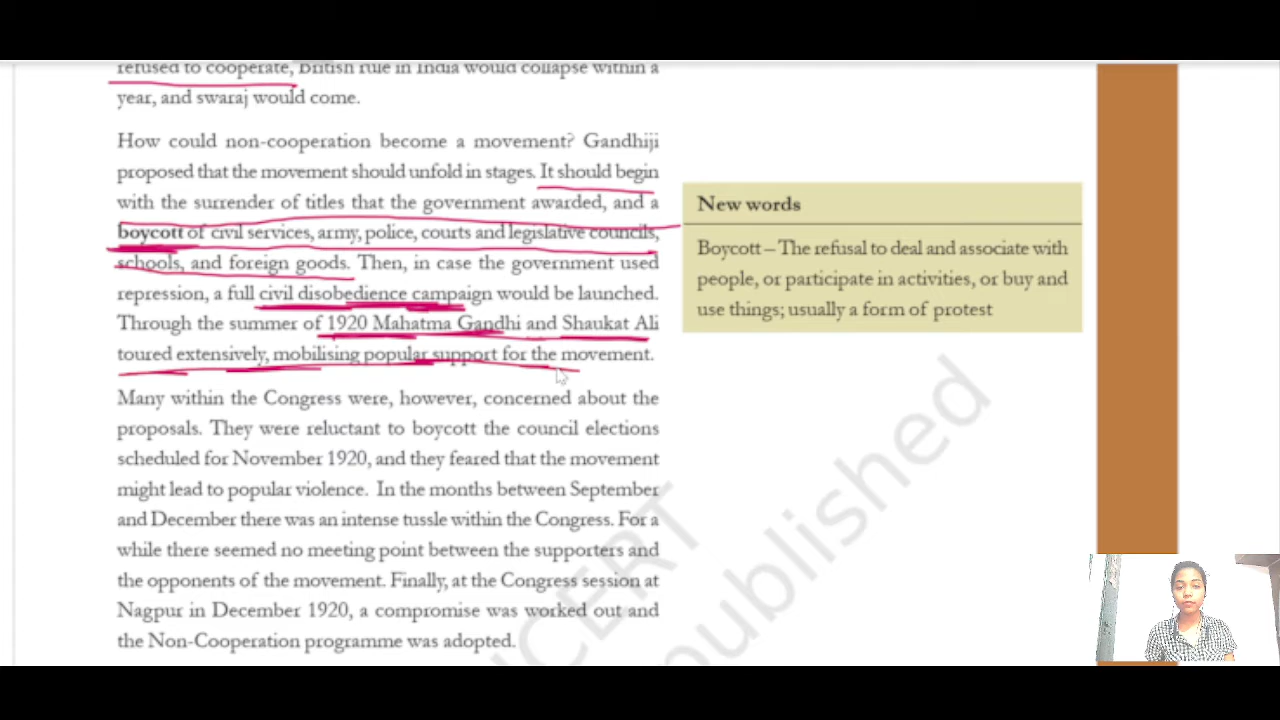 refused to cooperate, British rule in India would collapse within a
year, and swaraj would come.
How could non-cooperation become a movement? Gandhiji
proposed that the movement should unfold in stages. It should begin
with the surrender of titles that the government awarded, and a
boycott of civil services, army, police, courts and legislative councils,
schools, and foreign goods. Then, in case the government used
repression, a full civil disobedience campaign would be launched.
Through the summer of 1920 Mahatma Gandhi and Shaukat Ali
toured extensively, mobilising popular support for the movement.
Many within the Congress were, however, concerned about the
proposals. They were reluctant to boycott the council elections
scheduled for November 1920, and they feared that the movement
might lead to popular violence. In the months between September
and December there was an intense tussle within the Congress. For a
while there seemed no meeting point between the supporters and
the opponents of the movement. Finally, at the Congress session at
Nagpur in December 1920, a compromise was worked out and
the Non-Cooperation programme was adopted.
New words
Boycott – The refusal to deal and associate with
people, or participate in activities, or buy and
use things; usually a form of protest
NCERT
published